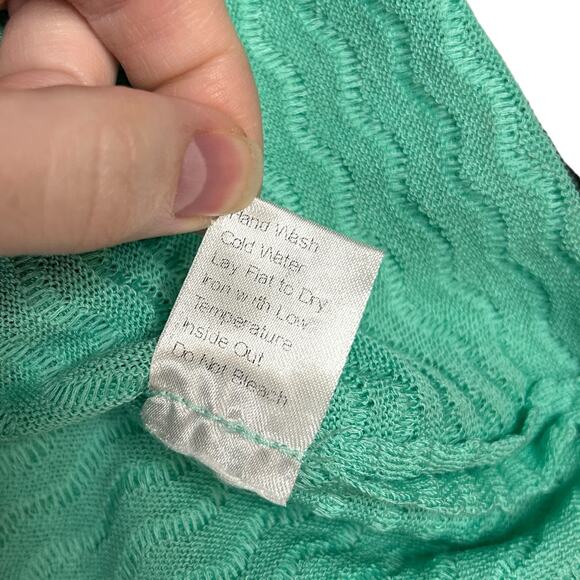 Hand Wash
Cold Water
Lay Flat to Dry
Iron with Low
Temperature
Inside Out
Do Not Bleach